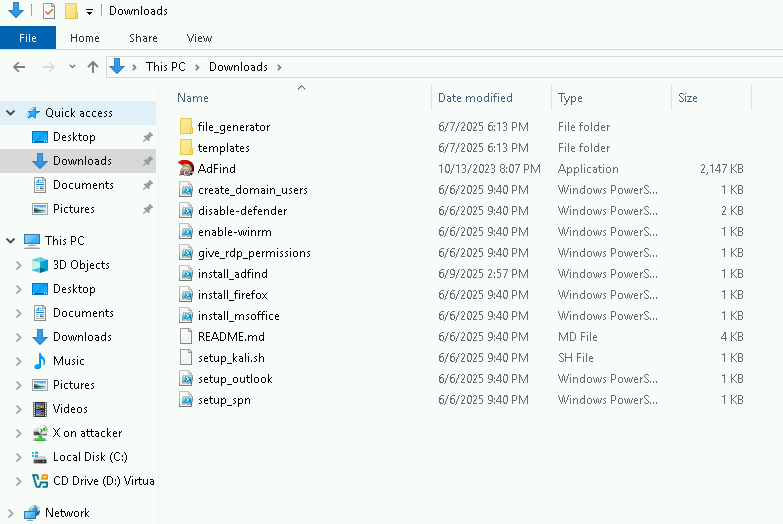 Downloads
File Home Share View
This PC Downloads
Name Date modified Type Size
Quick access
Desktop
Downloads
Documents
Pictures
This PC
3D Objects
Desktop
Documents
Downloads
Music
Pictures
Videos
X on attacker
Local Disk (C:)
CD Drive (D:) Virtua
Network
file_generator 6/7/2025 6:13 PM File folder
templates 6/7/2025 6:13 PM File folder
AdFind 10/13/2023 8:07 PM Application 2,147 KB
create_domain_users 6/6/2025 9:40 PM Windows PowerS... 1 KB
disable-defender 6/6/2025 9:40 PM Windows PowerS... 2 KB
enable-winrm 6/6/2025 9:40 PM Windows PowerS... 1 KB
give_rdp_permissions 6/6/2025 9:40 PM Windows PowerS... 1 KB
install_adfind 6/9/2025 2:57 PM Windows PowerS... 1 KB
install_firefox 6/6/2025 9:40 PM Windows PowerS... 1 KB
install_msoffice 6/6/2025 9:40 PM Windows PowerS... 1 KB
README.md 6/6/2025 9:40 PM MD File 4 KB
setup_kali.sh 6/6/2025 9:40 PM SH File 1 KB
setup_outlook 6/6/2025 9:40 PM Windows PowerS... 1 KB
setup_spn 6/6/2025 9:40 PM Windows PowerS... 1 KB